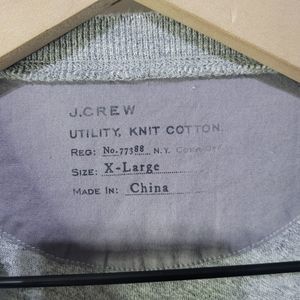 J.CREW
UTILITY, KNIT COTTON.
REG: No.77388 N.Y.
SIZE: X-Large
MADE IN: China